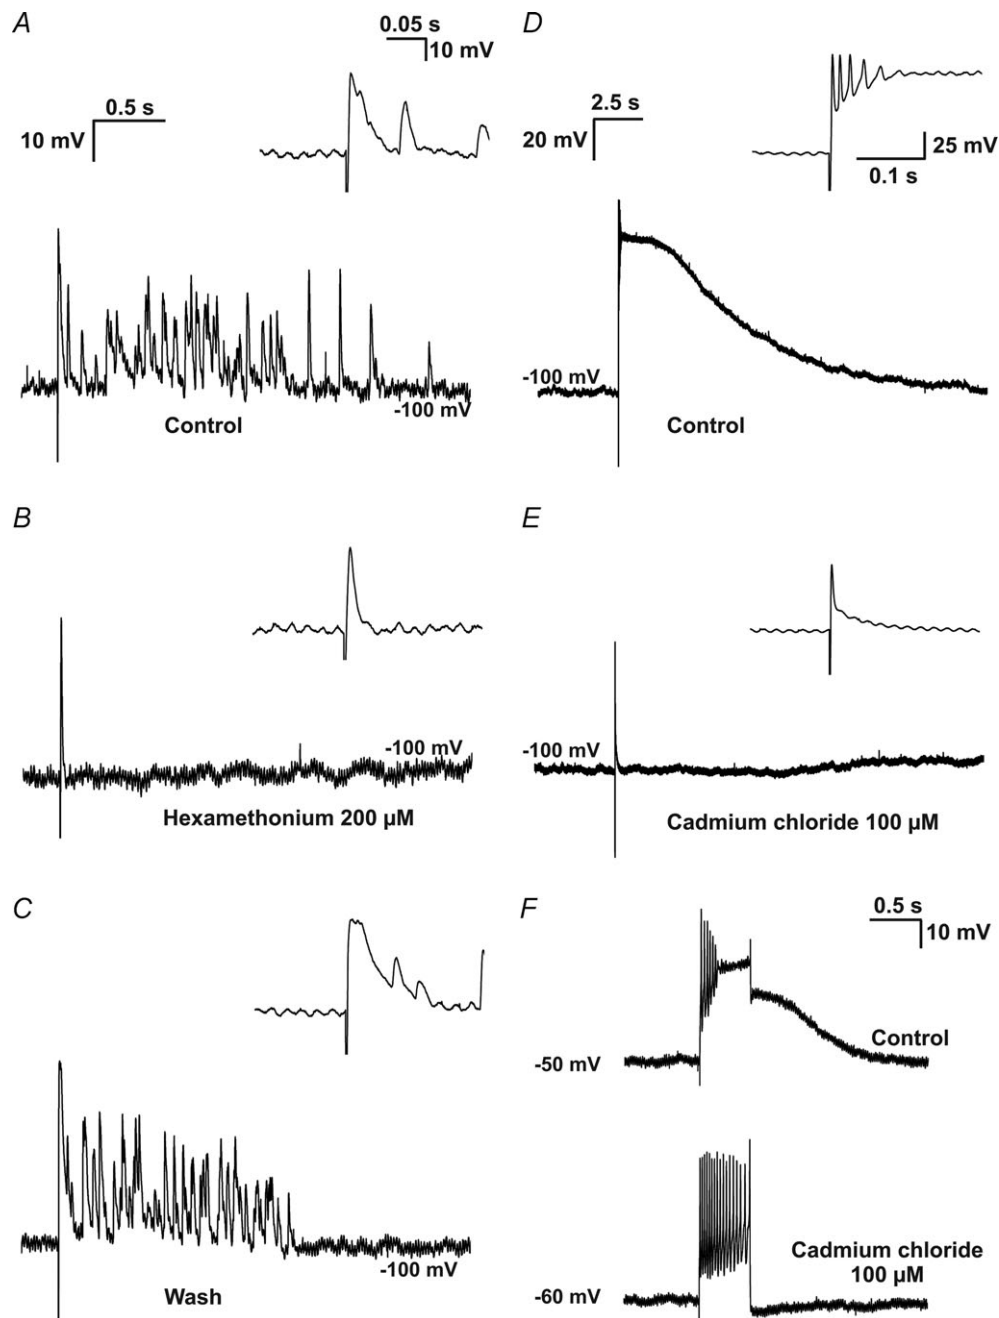 A
0.05 s
10 mV
0.5 s
10 mV
-100 mV
Control
D
2.5 s
20 mV
25 mV
0.1 s
-100 mV
Control
B
-100 mV
Hexamethonium 200 µM
E
-100 mV
Cadmium chloride 100 µM
C
-100 mV
Wash
F
0.5 s
10 mV
Control
-50 mV
Cadmium chloride
100 µM
-60 mV